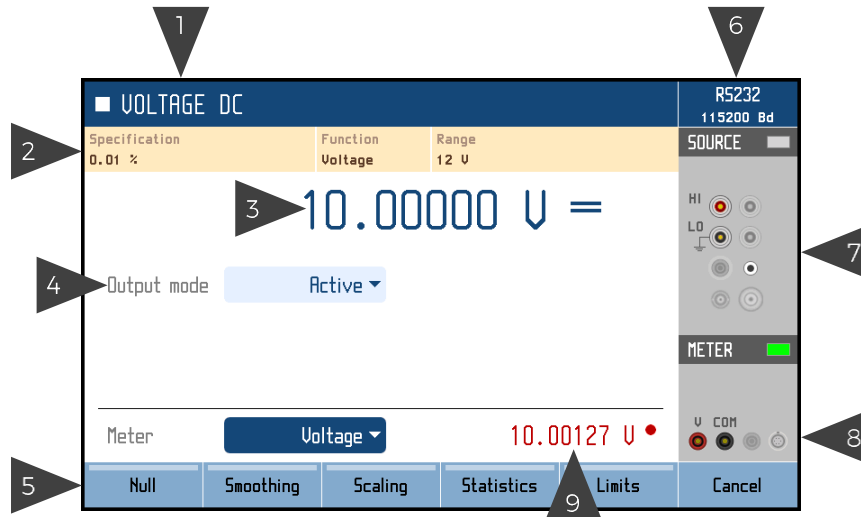 1
6
■ VOLTAGE DC
RS232
115200 Bd
2
Specification
0.01 %
Function
Voltage
Range
12 V
SOURCE
3
10.00000 V =
HI
LO
7
4
Output mode
Active
METER
Meter
Voltage
10.00127 V
V COM
8
5
Null
Smoothing
Scaling
Statistics
Limits
Cancel
9